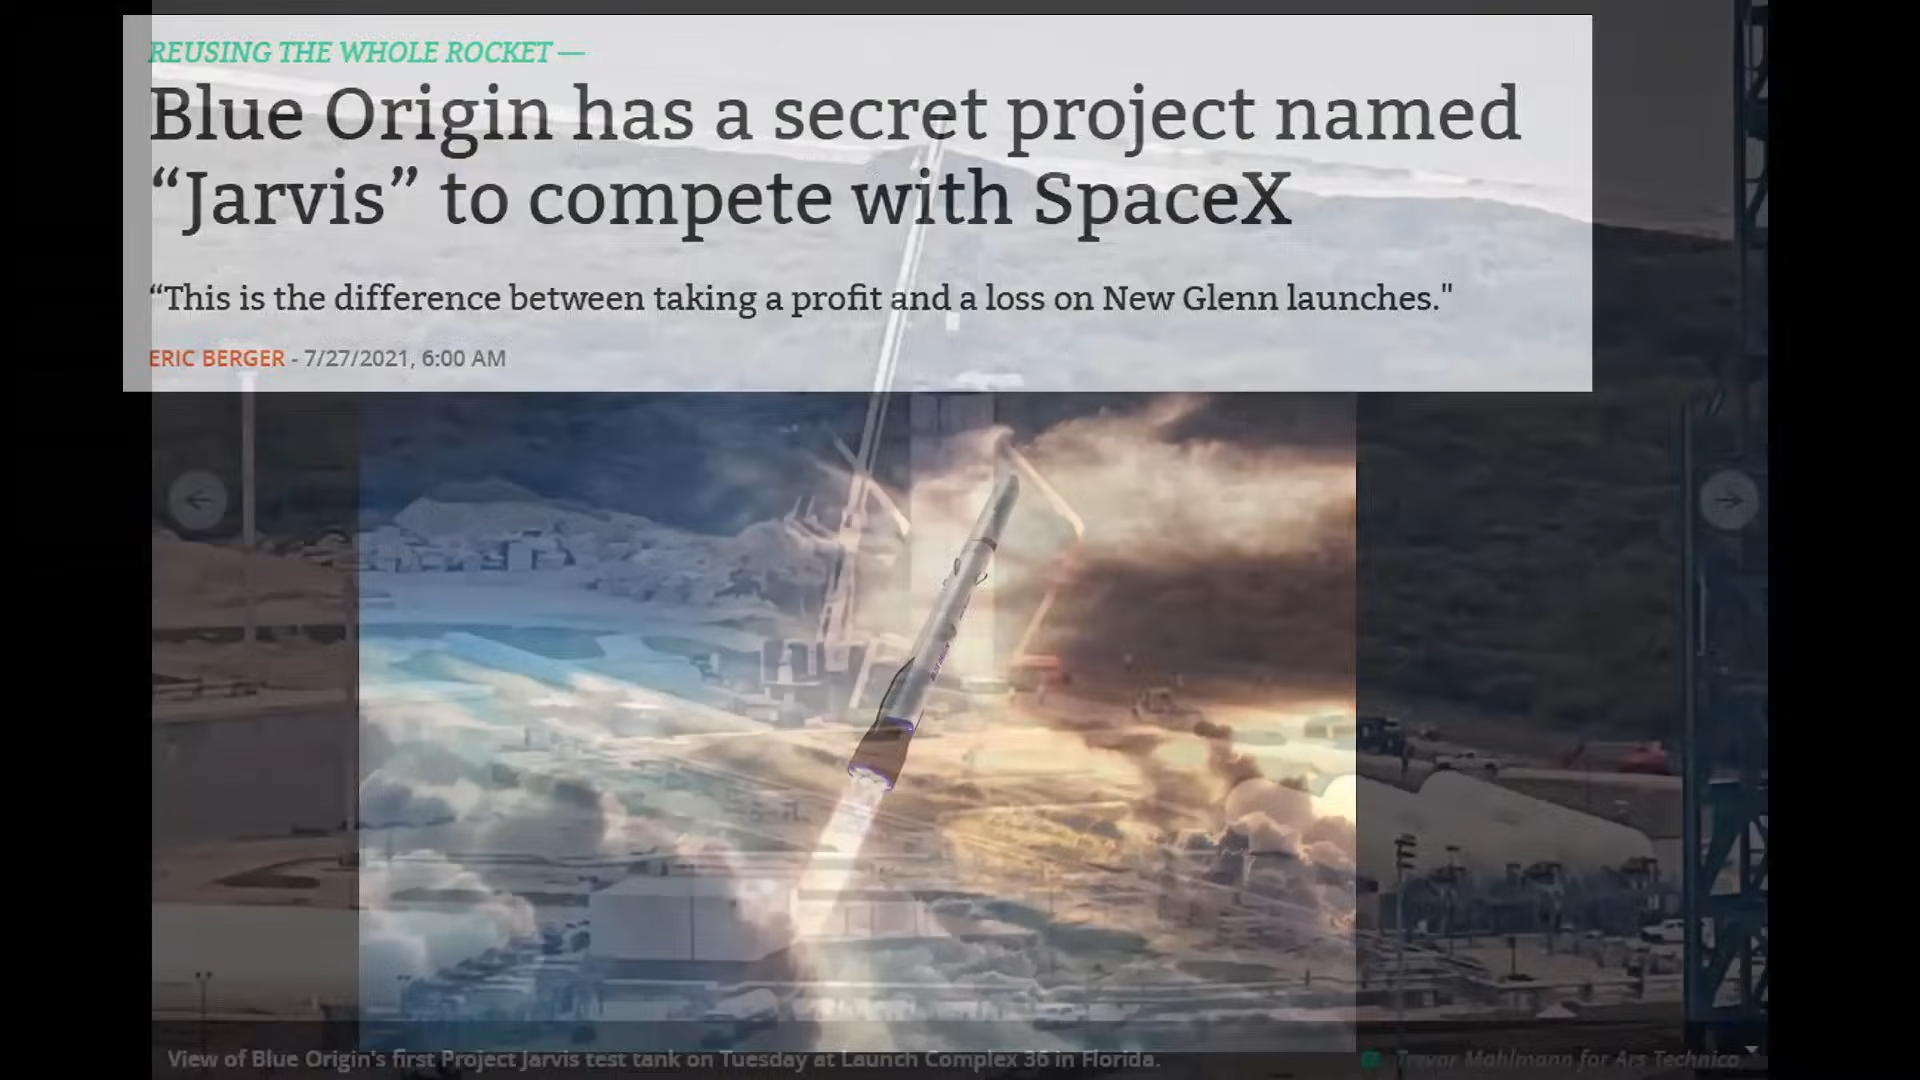 REUSING THE WHOLE ROCKET —
Blue Origin has a secret project named
“Jarvis” to compete with SpaceX
“This is the difference between taking a profit and a loss on New Glenn launches."
ERIC BERGER - 7/27/2021, 6:00 AM
BLUE ORIGIN
View of Blue Origin's first Project Jarvis test tank on Tuesday at Launch Complex 36 in Florida.
Trevor Mahlmann for Ars Technica